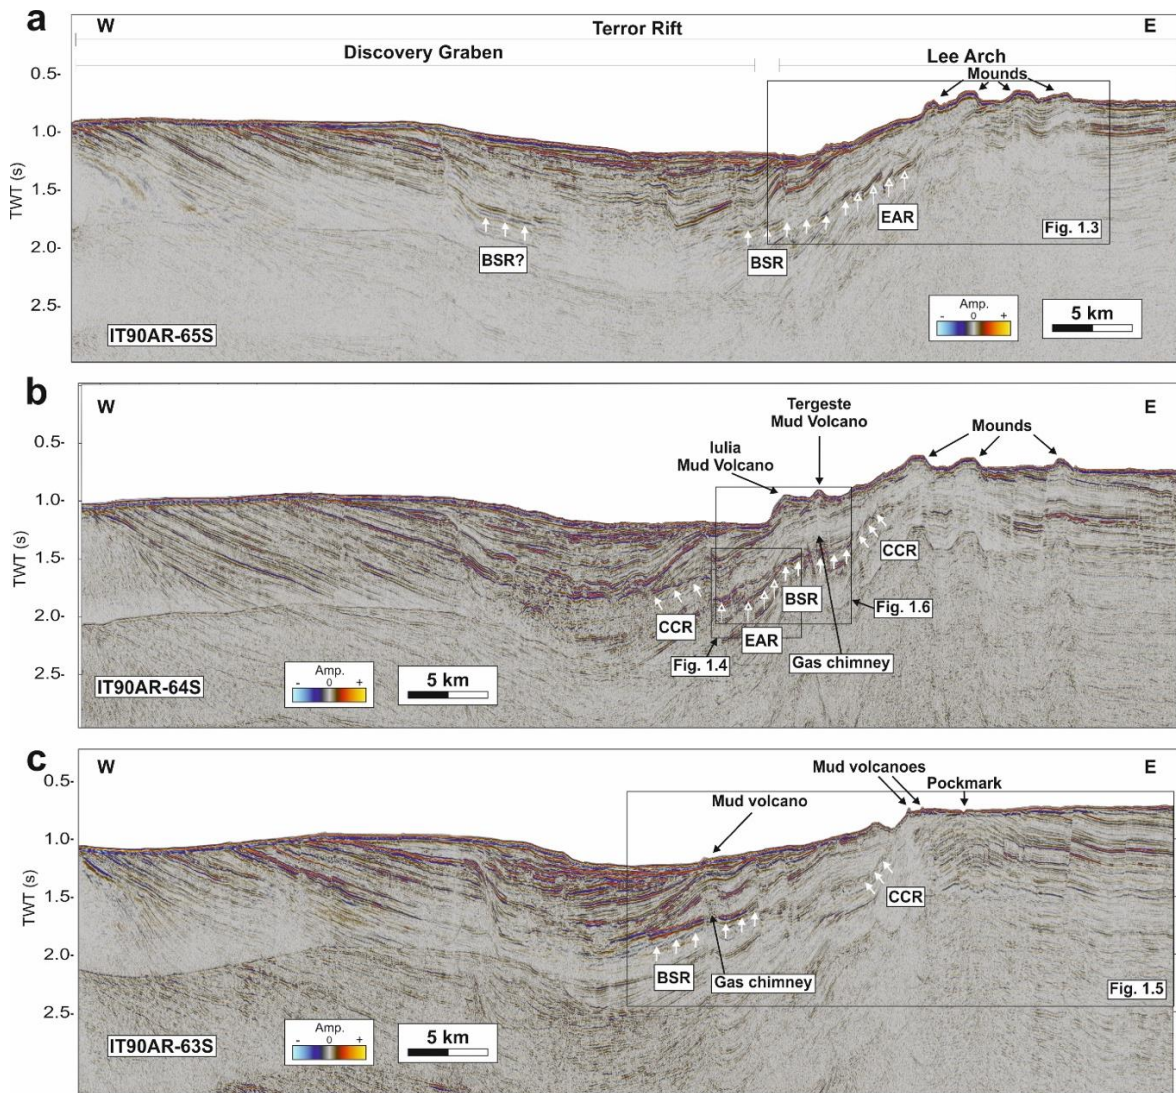 a
W
Terror Rift
E
Discovery Graben
Lee Arch
Mounds
0.5-
1.0-
1.5-
2.0-
2.5-
TWT (s)
EAR
Fig. 1.3
BSR?
BSR
Amp.
- 0 +
5 km
IT90AR-65S
b
W
E
Tergeste
Mud Volcano
Iulia
Mud Volcano
Mounds
0.5-
1.0-
1.5-
2.0-
2.5-
TWT (s)
CCR
BSR
Fig. 1.6
CCR
EAR
Fig. 1.4
Gas chimney
Amp.
- 0 +
5 km
IT90AR-64S
c
W
E
Mud volcanoes
Pockmark
Mud volcano
0.5-
1.0-
1.5-
2.0-
2.5-
TWT (s)
CCR
BSR
Gas chimney
Fig. 1.5
Amp.
- 0 +
5 km
IT90AR-63S